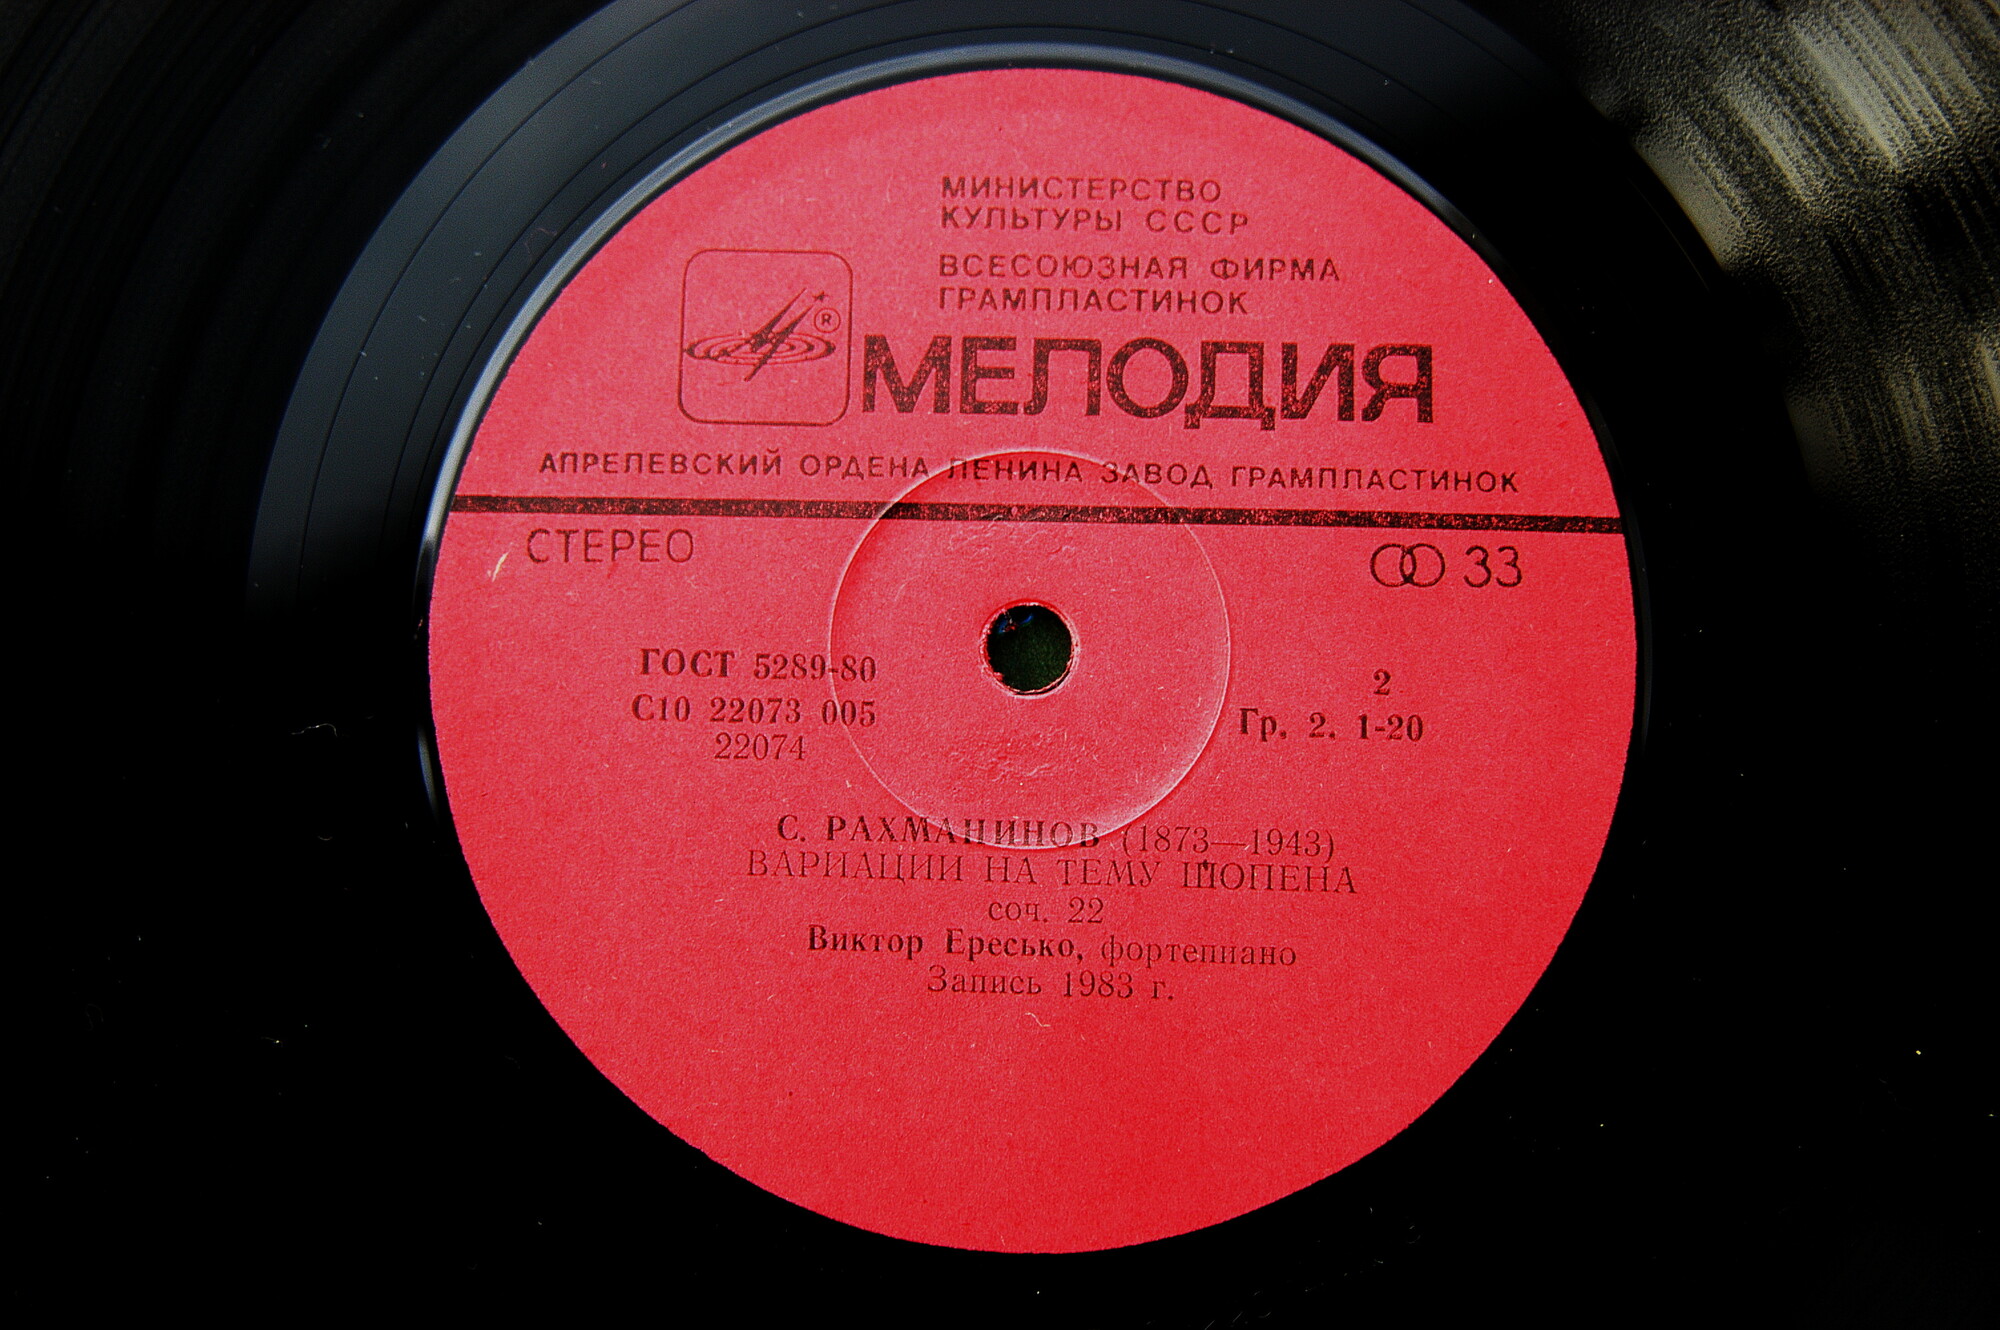 МИНИСТЕРСТВО
КУЛЬТУРЫ СССР
ВСЕСОЮЗНАЯ ФИРМА
ГРАМПЛАСТИНОК
®
МЕЛОДИЯ
АПРЕЛЕВСКИЙ ОРДЕНА ЛЕНИНА ЗАВОД ГРАМПЛАСТИНОК
СТЕРЕО
33
ГОСТ 5289-80
С10 22073 005
22074
2
Гр. 2. 1-20
С. РАХМАНИНОВ (1873—1943)
ВАРИАЦИИ НА ТЕМУ ШОПЕНА
соч. 22
Виктор Ересько, фортепиано
Запись 1983 г.